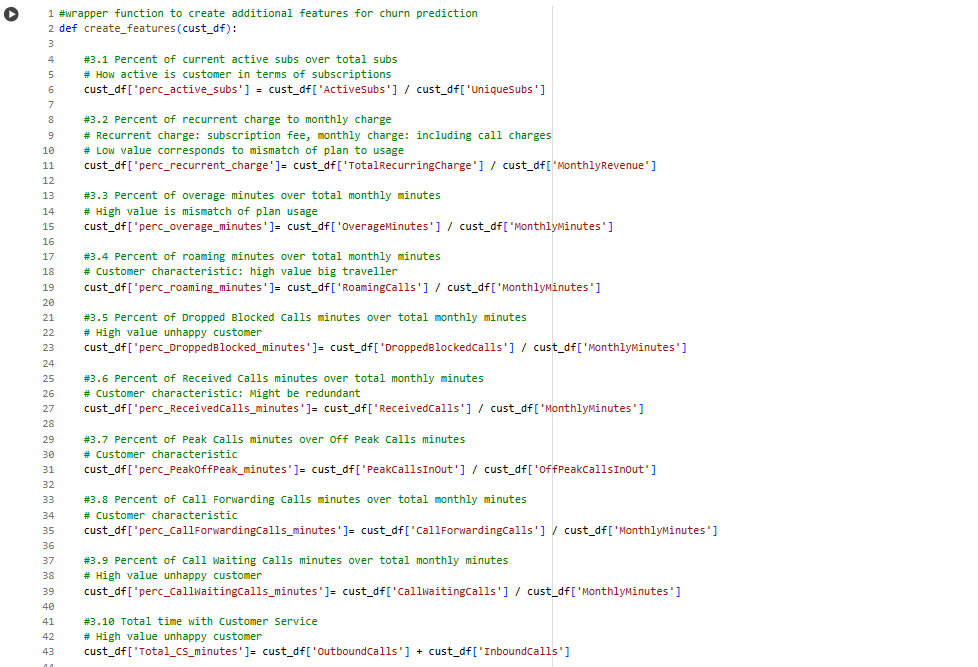 1 #wrapper function to create additional features for churn prediction
2 def create_features(cust_df):
3
4 #3.1 Percent of current active subs over total subs
5 # How active is customer in terms of subscriptions
6 cust_df['perc_active_subs'] = cust_df['ActiveSubs'] / cust_df['UniqueSubs']
7
8 #3.2 Percent of recurrent charge to monthly charge
9 # Recurrent charge: subscription fee, monthly charge: including call charges
10 # Low value corresponds to mismatch of plan to usage
11 cust_df['perc_recurrent_charge']= cust_df['TotalRecurringCharge'] / cust_df['MonthlyRevenue']
12
13 #3.3 Percent of overage minutes over total monthly minutes
14 # High value is mismatch of plan usage
15 cust_df['perc_overage_minutes']= cust_df['OverageMinutes'] / cust_df['MonthlyMinutes']
16
17 #3.4 Percent of roaming minutes over total monthly minutes
18 # Customer characteristic: high value big traveller
19 cust_df['perc_roaming_minutes']= cust_df['RoamingCalls'] / cust_df['MonthlyMinutes']
20
21 #3.5 Percent of Dropped Blocked Calls minutes over total monthly minutes
22 # High value unhappy customer
23 cust_df['perc_DroppedBlocked_minutes']= cust_df['DroppedBlockedCalls'] / cust_df['MonthlyMinutes']
24
25 #3.6 Percent of Received Calls minutes over total monthly minutes
26 # Customer characteristic: Might be redundant
27 cust_df['perc_ReceivedCalls_minutes']= cust_df['ReceivedCalls'] / cust_df['MonthlyMinutes']
28
29 #3.7 Percent of Peak Calls minutes over Off Peak Calls minutes
30 # Customer characteristic
31 cust_df['perc_PeakOffPeak_minutes']= cust_df['PeakCallsInOut'] / cust_df['OffPeakCallsInOut']
32
33 #3.8 Percent of Call Forwarding Calls minutes over total monthly minutes
34 # Customer characteristic
35 cust_df['perc_CallForwardingCalls_minutes']= cust_df['CallForwardingCalls'] / cust_df['MonthlyMinutes']
36
37 #3.9 Percent of Call Waiting Calls minutes over total monthly minutes
38 # High value unhappy customer
39 cust_df['perc_CallWaitingCalls_minutes']= cust_df['CallWaitingCalls'] / cust_df['MonthlyMinutes']
40
41 #3.10 Total time with Customer Service
42 # High value unhappy customer
43 cust_df['Total_CS_minutes']= cust_df['OutboundCalls'] + cust_df['InboundCalls']
44